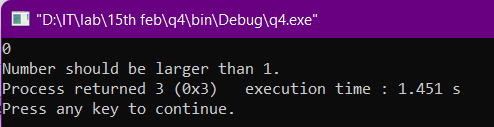 "D:\IT\lab\15th feb\q4\bin\Debug\q4.exe"
0
Number should be larger than 1.
Process returned 3 (0x3)   execution time : 1.451 s
Press any key to continue.